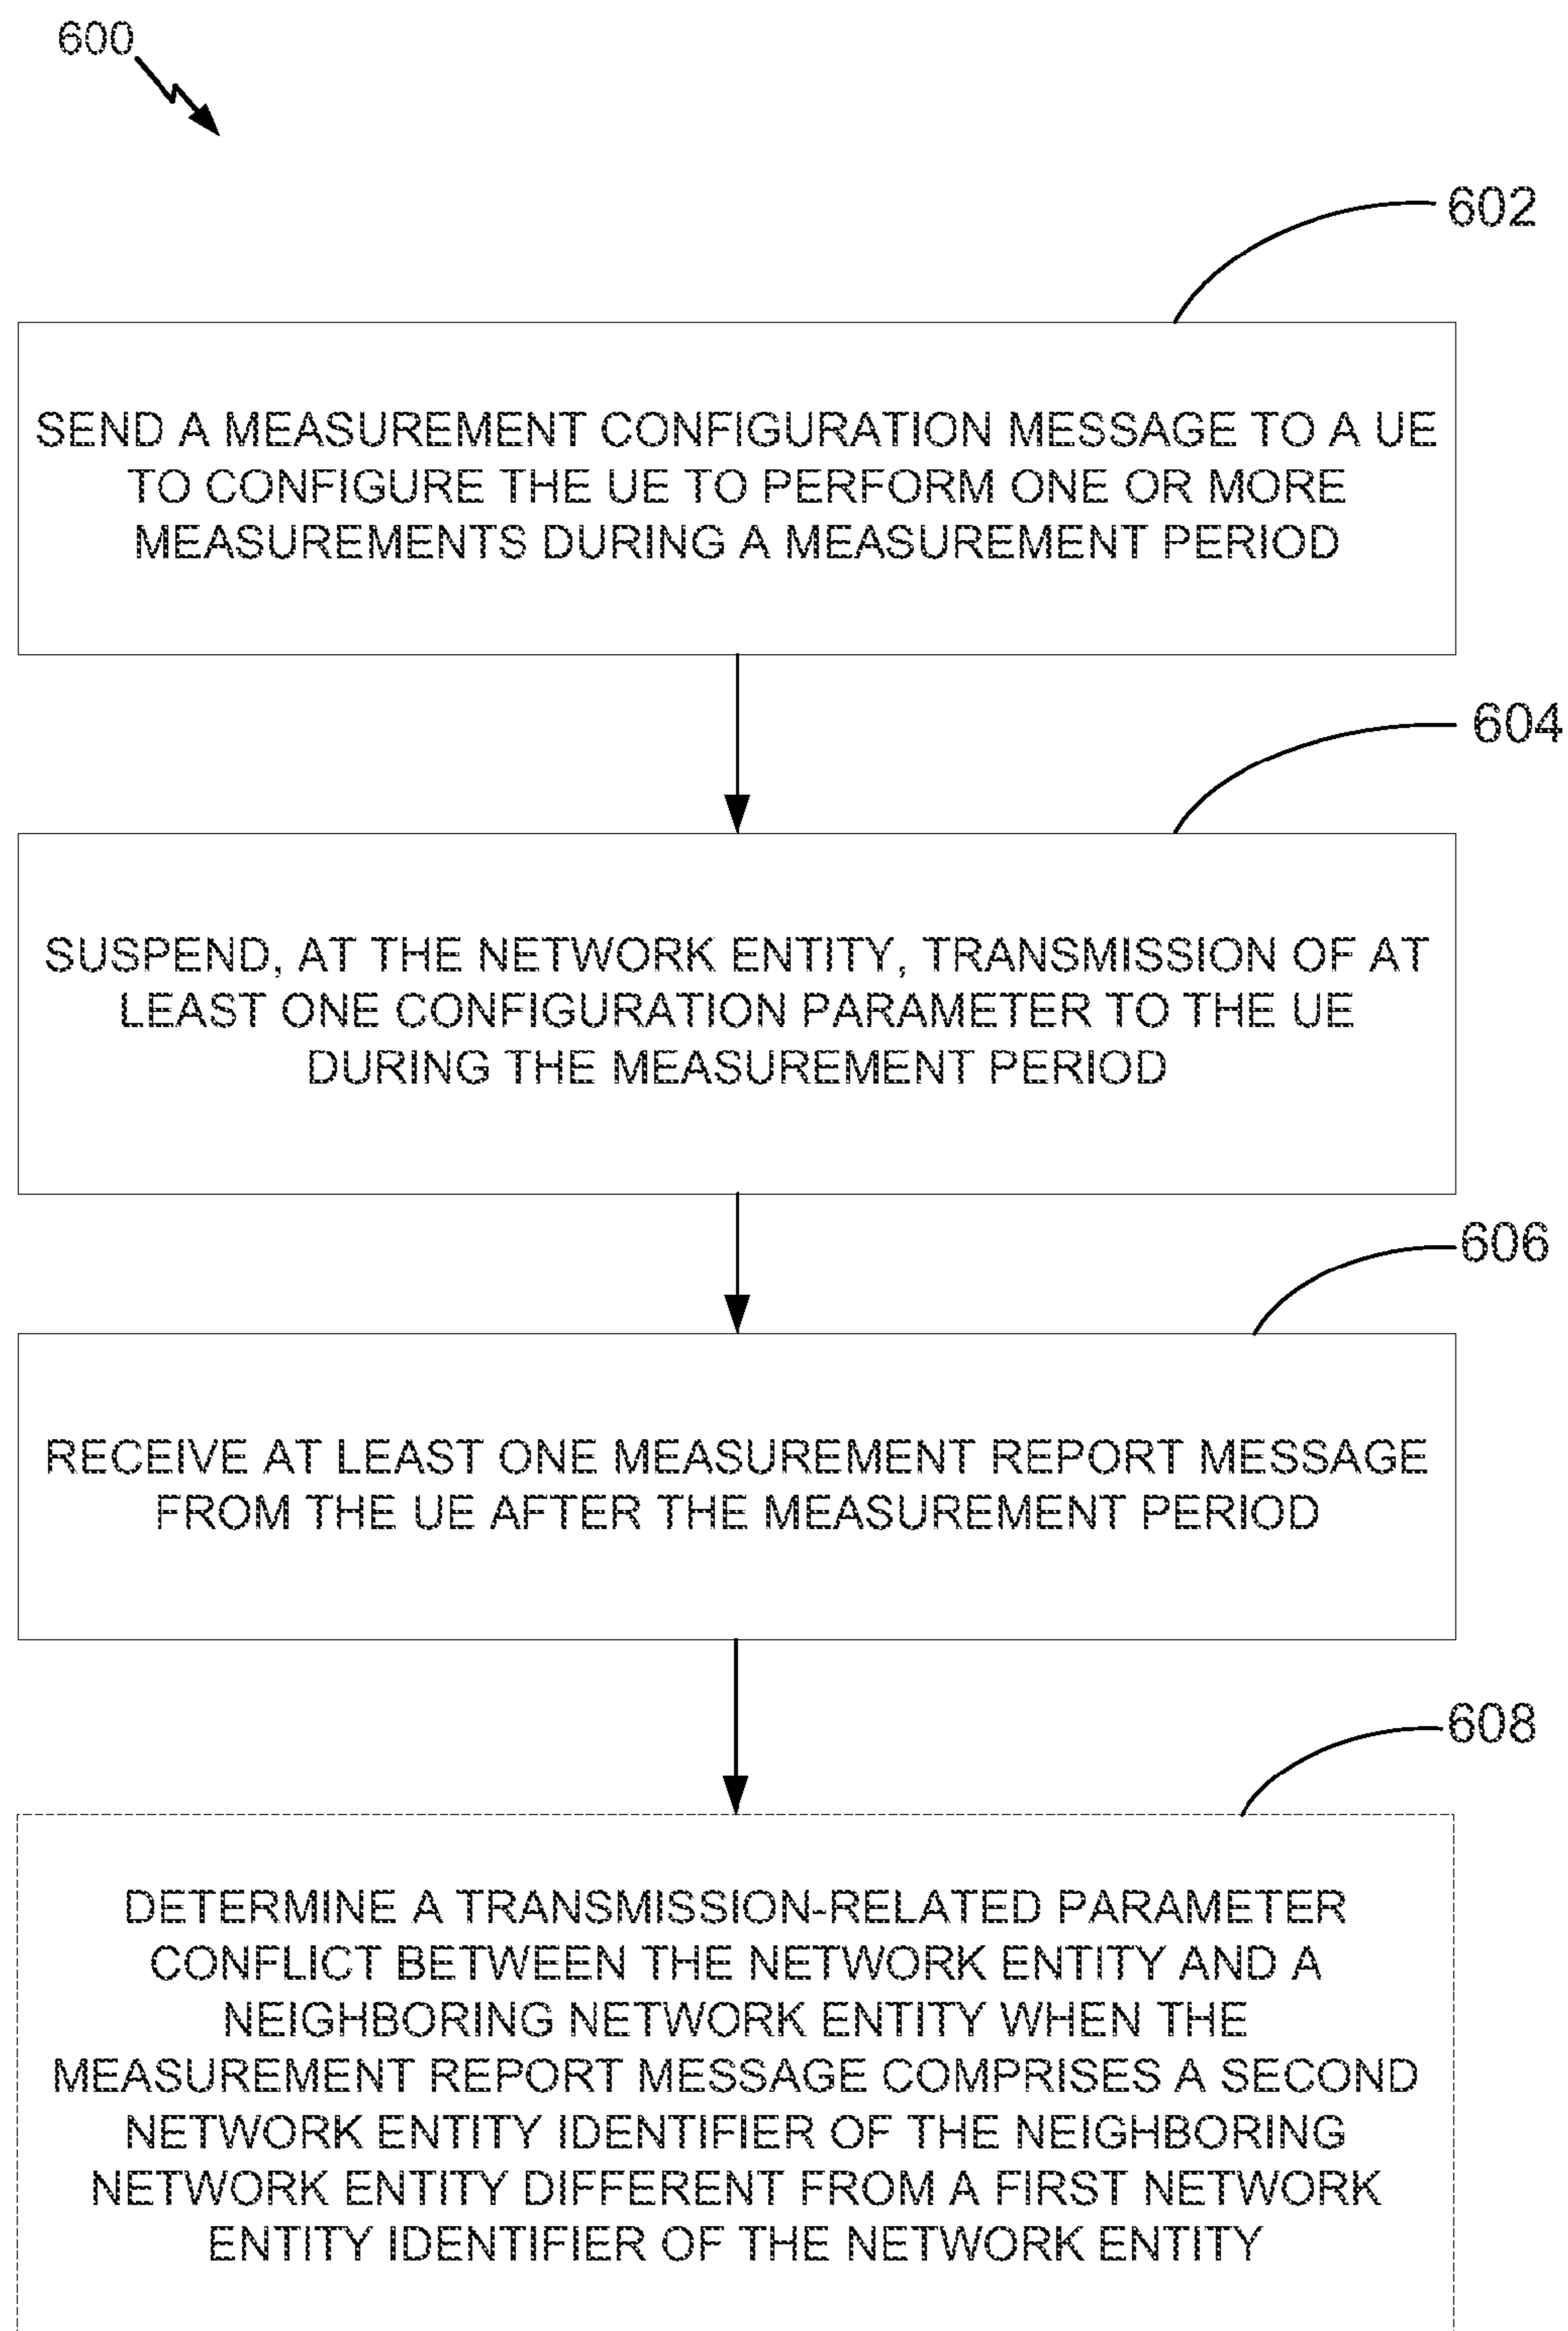 600
602
SEND A MEASUREMENT CONFIGURATION MESSAGE TO A UE
TO CONFIGURE THE UE TO PERFORM ONE OR MORE
MEASUREMENTS DURING A MEASUREMENT PERIOD
604
SUSPEND, AT THE NETWORK ENTITY, TRANSMISSION OF AT
LEAST ONE CONFIGURATION PARAMETER TO THE UE
DURING THE MEASUREMENT PERIOD
606
RECEIVE AT LEAST ONE MEASUREMENT REPORT MESSAGE
FROM THE UE AFTER THE MEASUREMENT PERIOD
608
DETERMINE A TRANSMISSION-RELATED PARAMETER
CONFLICT BETWEEN THE NETWORK ENTITY AND A
NEIGHBORING NETWORK ENTITY WHEN THE
MEASUREMENT REPORT MESSAGE COMPRISES A SECOND
NETWORK ENTITY IDENTIFIER OF THE NEIGHBORING
NETWORK ENTITY DIFFERENT FROM A FIRST NETWORK
ENTITY IDENTIFIER OF THE NETWORK ENTITY